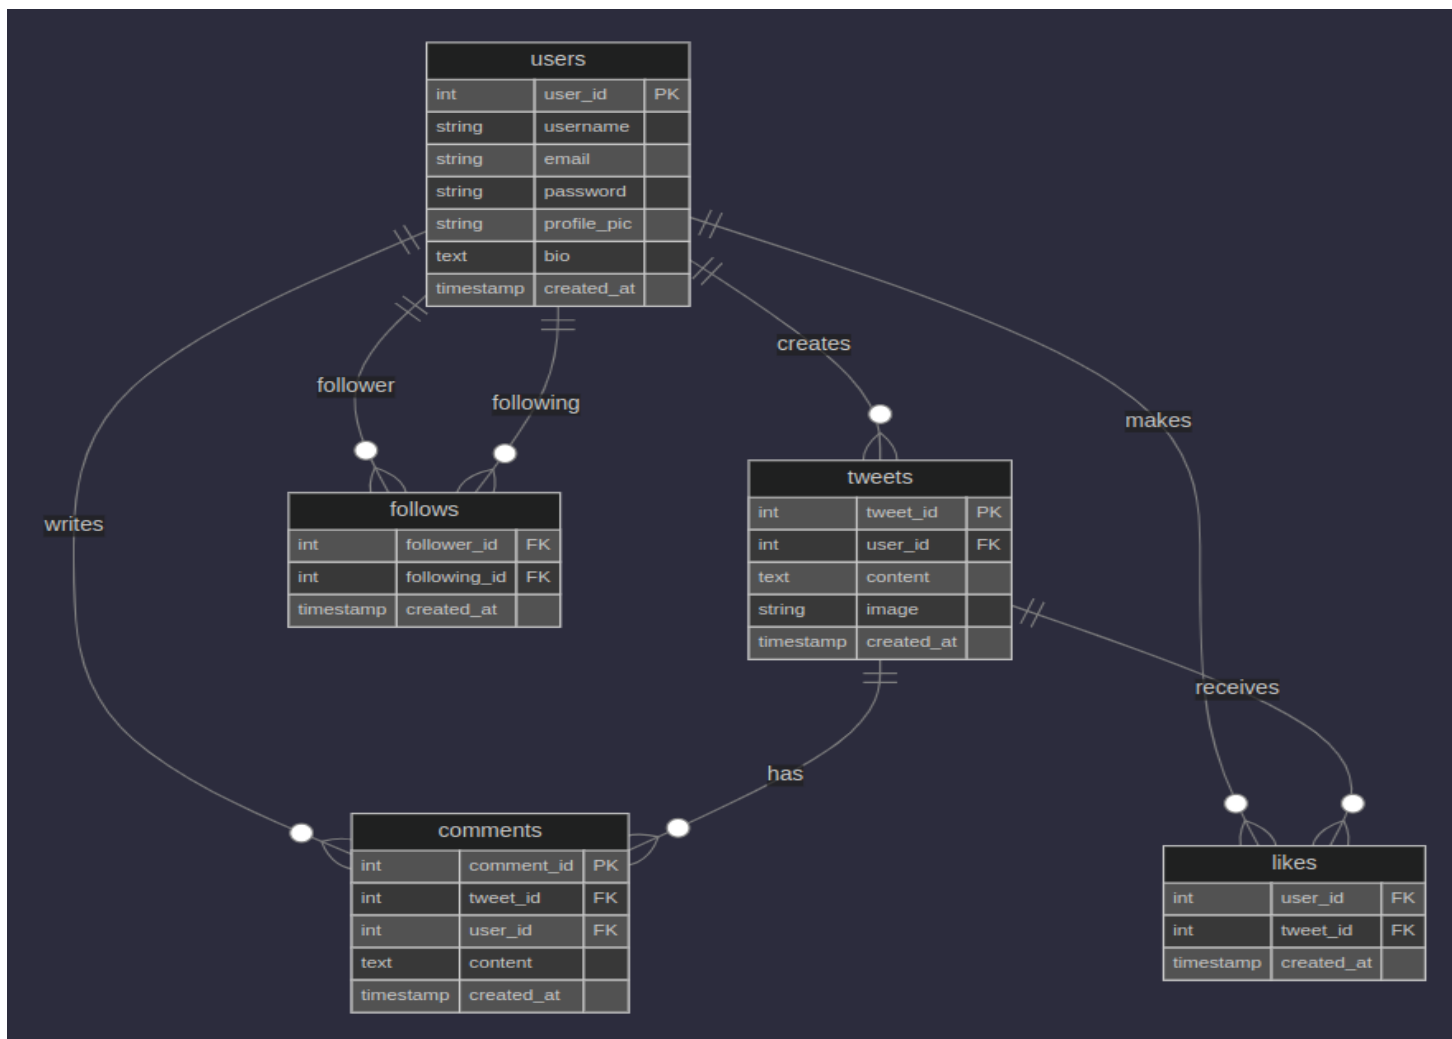 users
int user_id PK
string username
string email
string password
string profile_pic
text bio
timestamp created_at
creates
follower
following
makes
tweets
int tweet_id PK
int user_id FK
text content
string image
timestamp created_at
follows
int follower_id FK
int following_id FK
timestamp created_at
writes
receives
has
comments
int comment_id PK
int tweet_id FK
int user_id FK
text content
timestamp created_at
likes
int user_id FK
int tweet_id FK
timestamp created_at